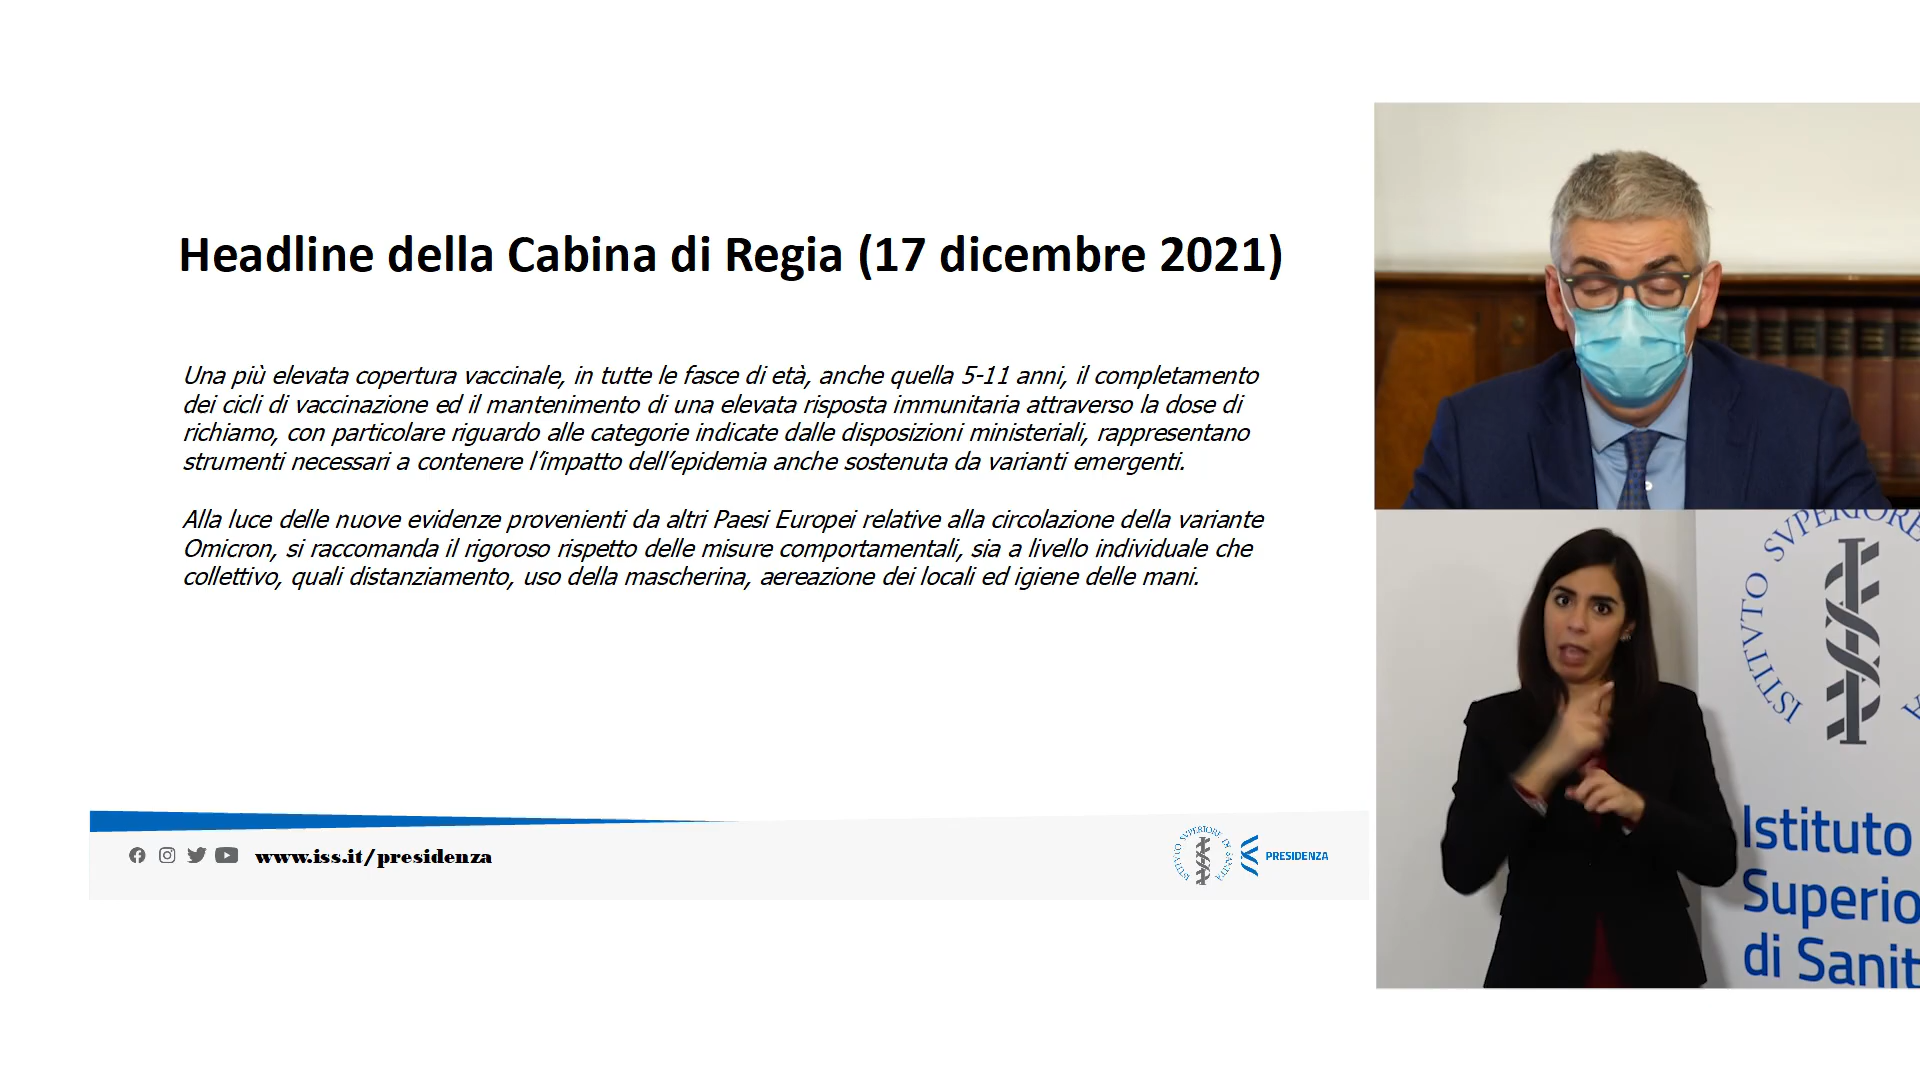 Headline della Cabina di Regia (17 dicembre 2021)
Una più elevata copertura vaccinale, in tutte le fasce di età, anche quella 5-11 anni, il completamento
dei cicli di vaccinazione ed il mantenimento di una elevata risposta immunitaria attraverso la dose di
richiamo, con particolare riguardo alle categorie indicate dalle disposizioni ministeriali, rappresentano
strumenti necessari a contenere l’impatto dell’epidemia anche sostenuta da varianti emergenti.
Alla luce delle nuove evidenze provenienti da altri Paesi Europei relative alla circolazione della variante
Omicron, si raccomanda il rigoroso rispetto delle misure comportamentali, sia a livello individuale che
collettivo, quali distanziamento, uso della mascherina, aereazione dei locali ed igiene delle mani.
www.iss.it/presidenza
ISTITVTO SVPERIORE DI SANITA
PRESIDENZA
ISTITVTO SVPERIORE
Istituto
Superio
di Sanit